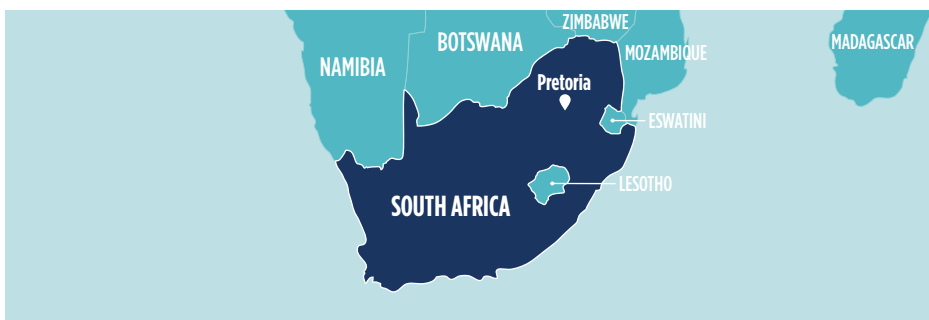 ZIMBABWE
BOTSWANA
MADAGASCAR
MOZAMBIQUE
NAMIBIA
Pretoria
ESWATINI
LESOTHO
SOUTH AFRICA